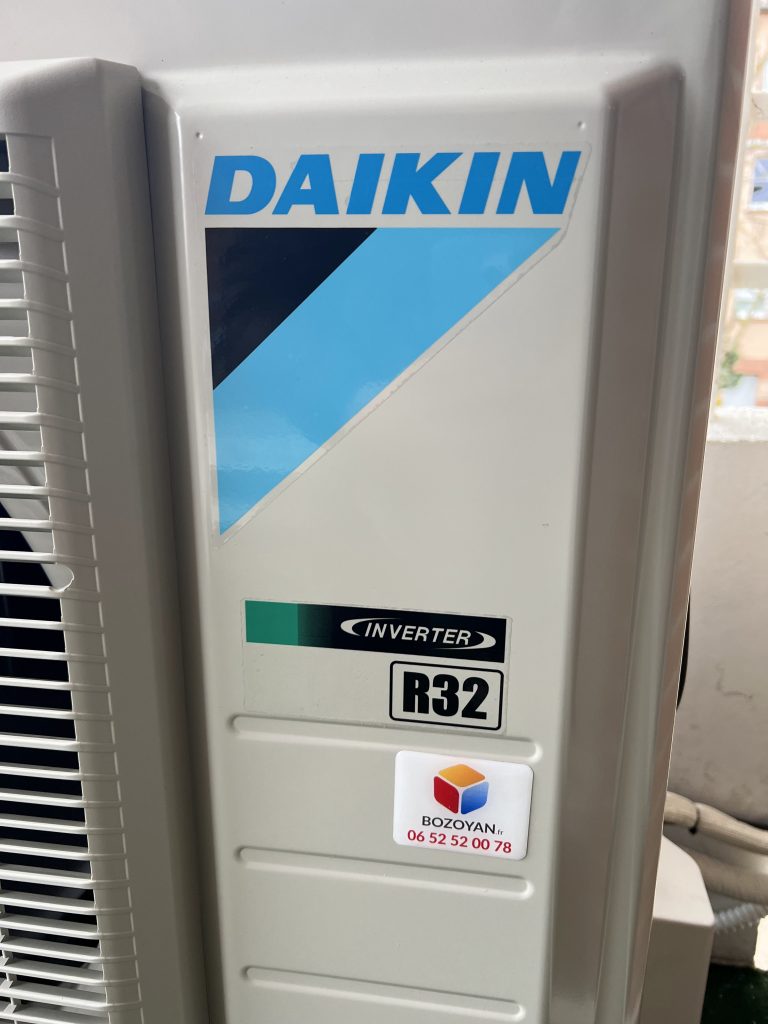 DAIKIN
INVERTER
R32
BOZOYAN.fr
06 52 52 00 78